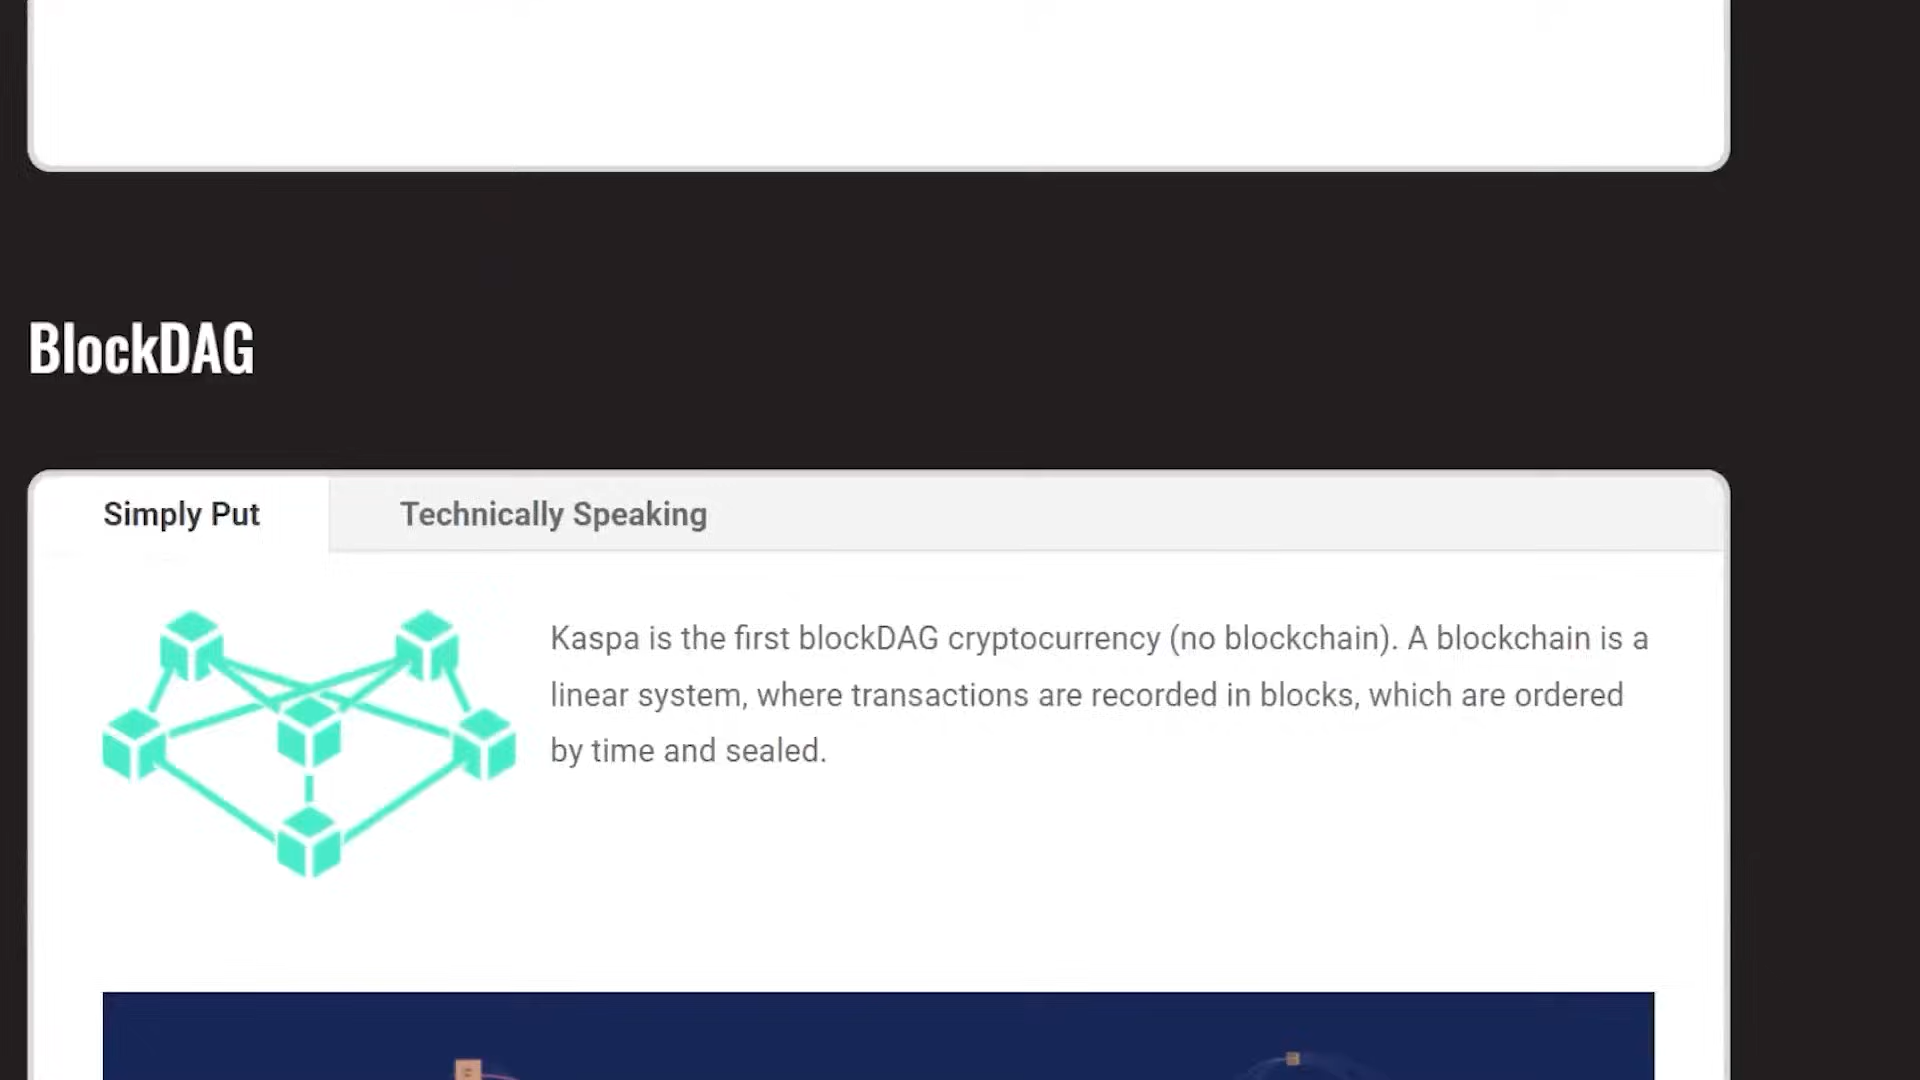 BlockDAG
Simply Put
Technically Speaking
Kaspa is the first blockDAG cryptocurrency (no blockchain). A blockchain is a
linear system, where transactions are recorded in blocks, which are ordered
by time and sealed.